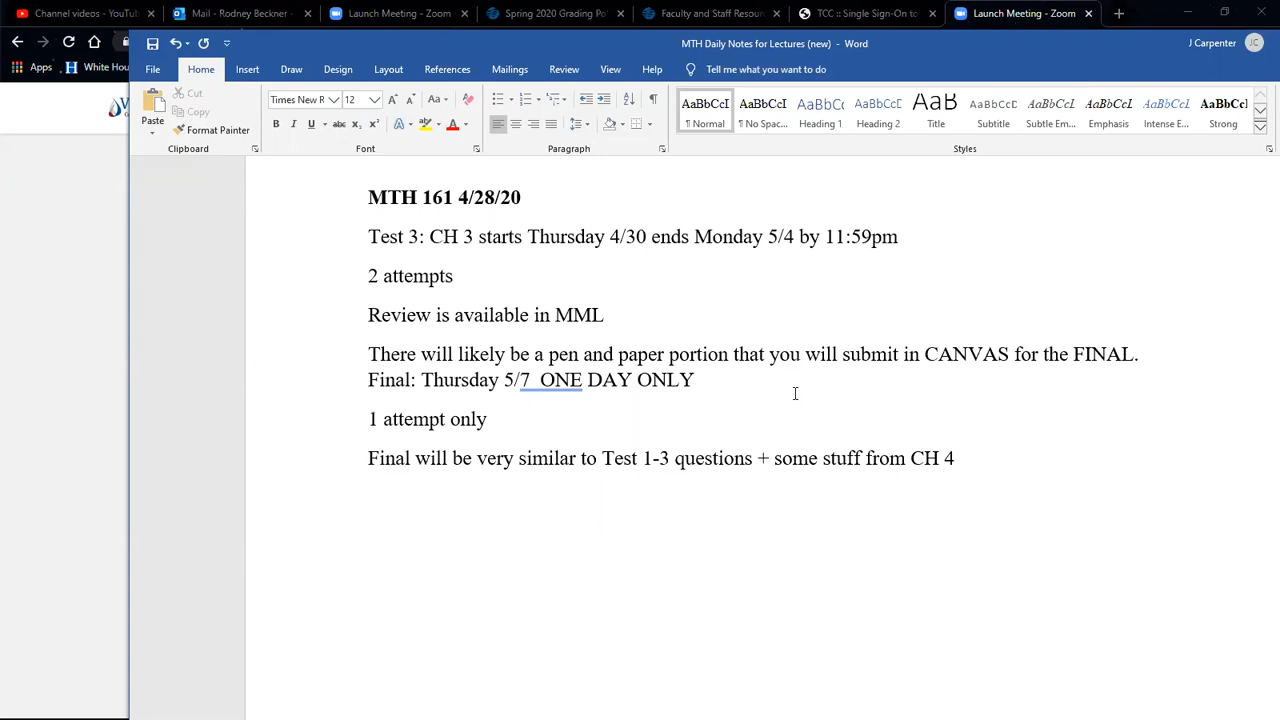 Channel videos - YouTub
Mail - Rodney Beckner -
Launch Meeting - Zoom
Spring 2020 Grading Po
Faculty and Staff Resour
TCC :: Single Sign-On to
Launch Meeting - Zoom
Apps
White Hou
MTH Daily Notes for Lectures (new) - Word
J Carpenter
JC
File Home Insert Draw Design Layout References Mailings Review View Help Tell me what you want to do
Paste
Cut
Copy
Format Painter
Times New R 12
Aa
B I U abc x₂ x²
AaBbCcI
¶ Normal
AaBbCcI
¶ No Spac...
AaBbC
Heading 1
AaBbCcI
Heading 2
AaB
Title
AaBbCcD
Subtitle
AaBbCcI
Subtle Em...
AaBbCcI
Emphasis
AaBbCcI
Intense E...
AaBbCcl
Strong
Clipboard
Font
Paragraph
Styles
MTH 161 4/28/20
Test 3: CH 3 starts Thursday 4/30 ends Monday 5/4 by 11:59pm
2 attempts
Review is available in MML
There will likely be a pen and paper portion that you will submit in CANVAS for the FINAL.
Final: Thursday 5/7 ONE DAY ONLY
1 attempt only
Final will be very similar to Test 1-3 questions + some stuff from CH 4